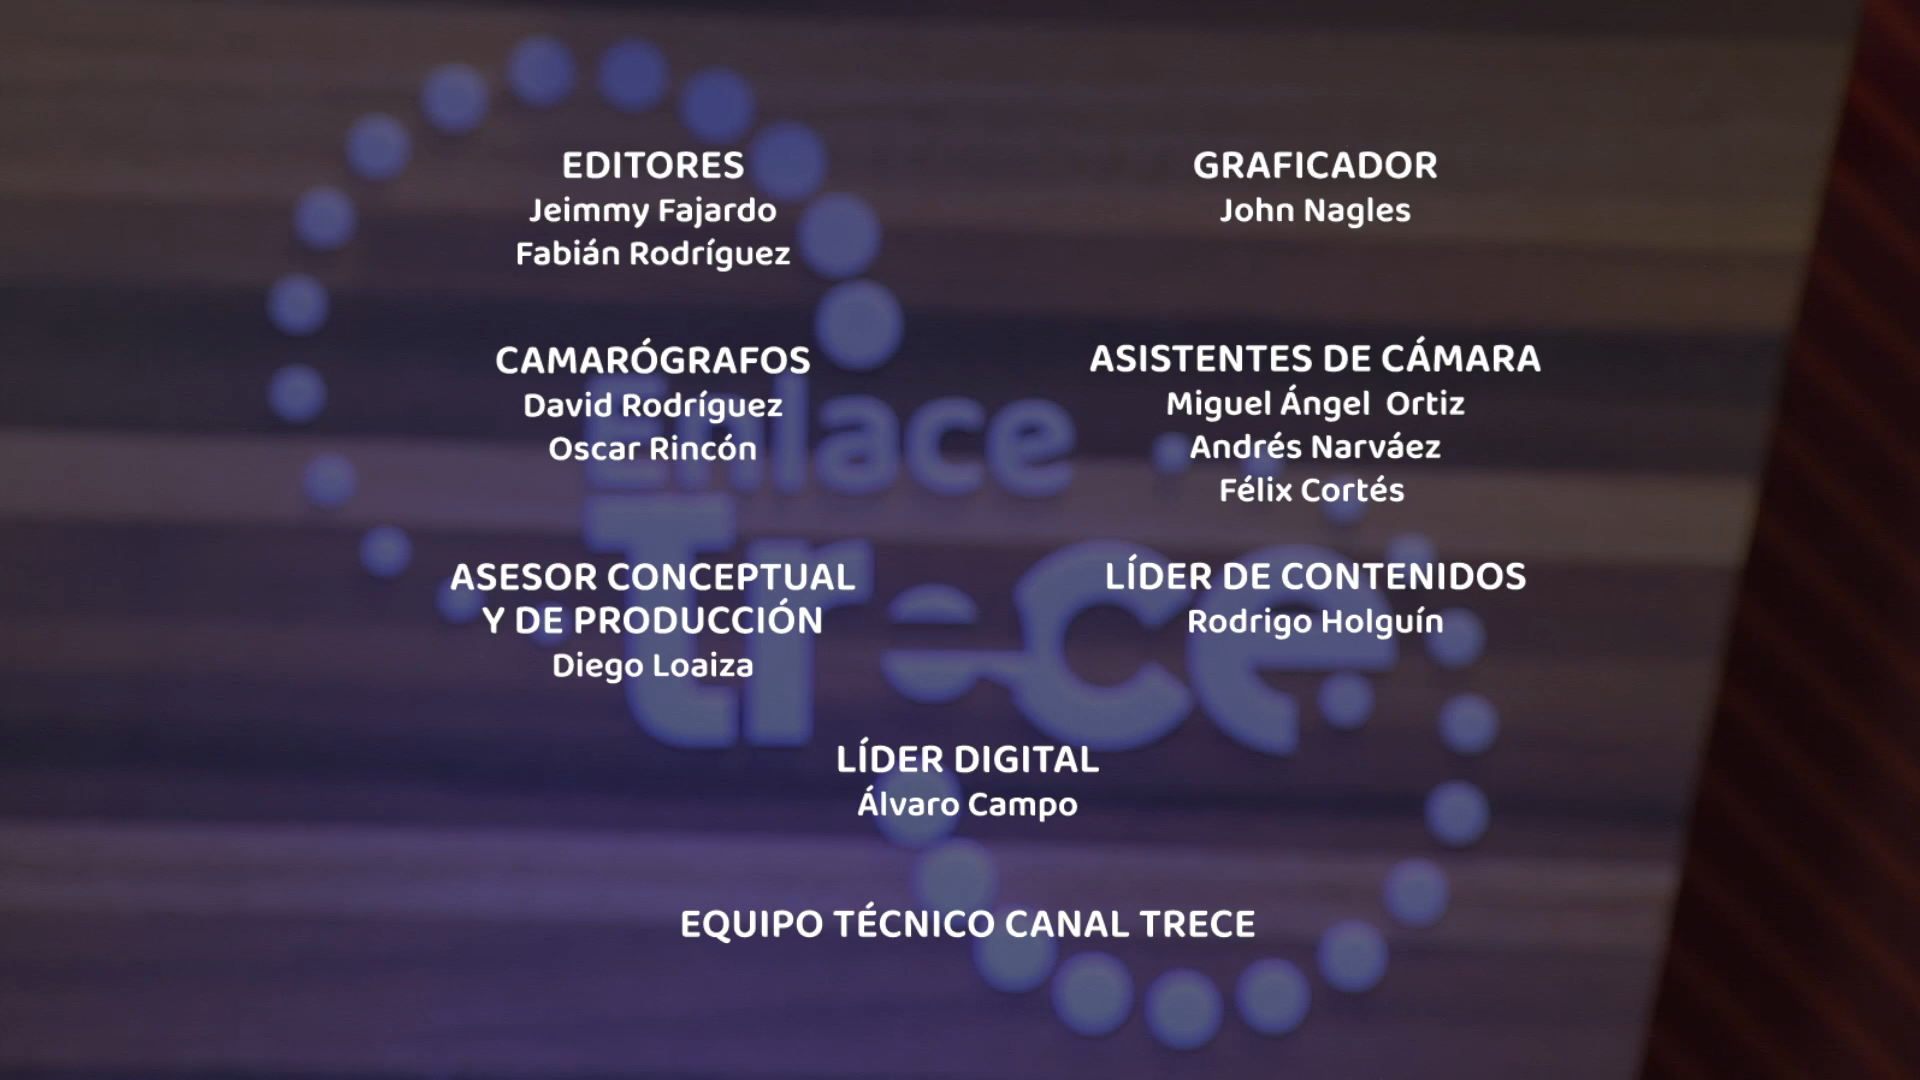 EDITORES
Jeimmy Fajardo
Fabián Rodríguez
GRAFICADOR
John Nagles
CAMARÓGRAFOS
David Rodríguez
Oscar Rincón
ASISTENTES DE CÁMARA
Miguel Ángel  Ortiz
Andrés Narváez
Félix Cortés
ASESOR CONCEPTUAL
Y DE PRODUCCIÓN
Diego Loaiza
LÍDER DE CONTENIDOS
Rodrigo Holguín
LÍDER DIGITAL
Álvaro Campo
EQUIPO TÉCNICO CANAL TRECE
Enlace
Trece